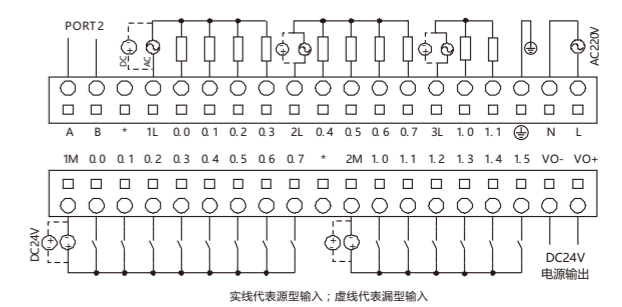 PORT2
DC
AC
AC220V
A B * 1L 0.0 0.1 0.2 0.3 2L 0.4 0.5 0.6 0.7 3L 1.0 1.1 N L
1M 0.0 0.1 0.2 0.3 0.4 0.5 0.6 0.7 * 2M 1.0 1.1 1.2 1.3 1.4 1.5 VO- VO+
DC24V
DC24V
电源输出
实线代表源型输入；虚线代表漏型输入